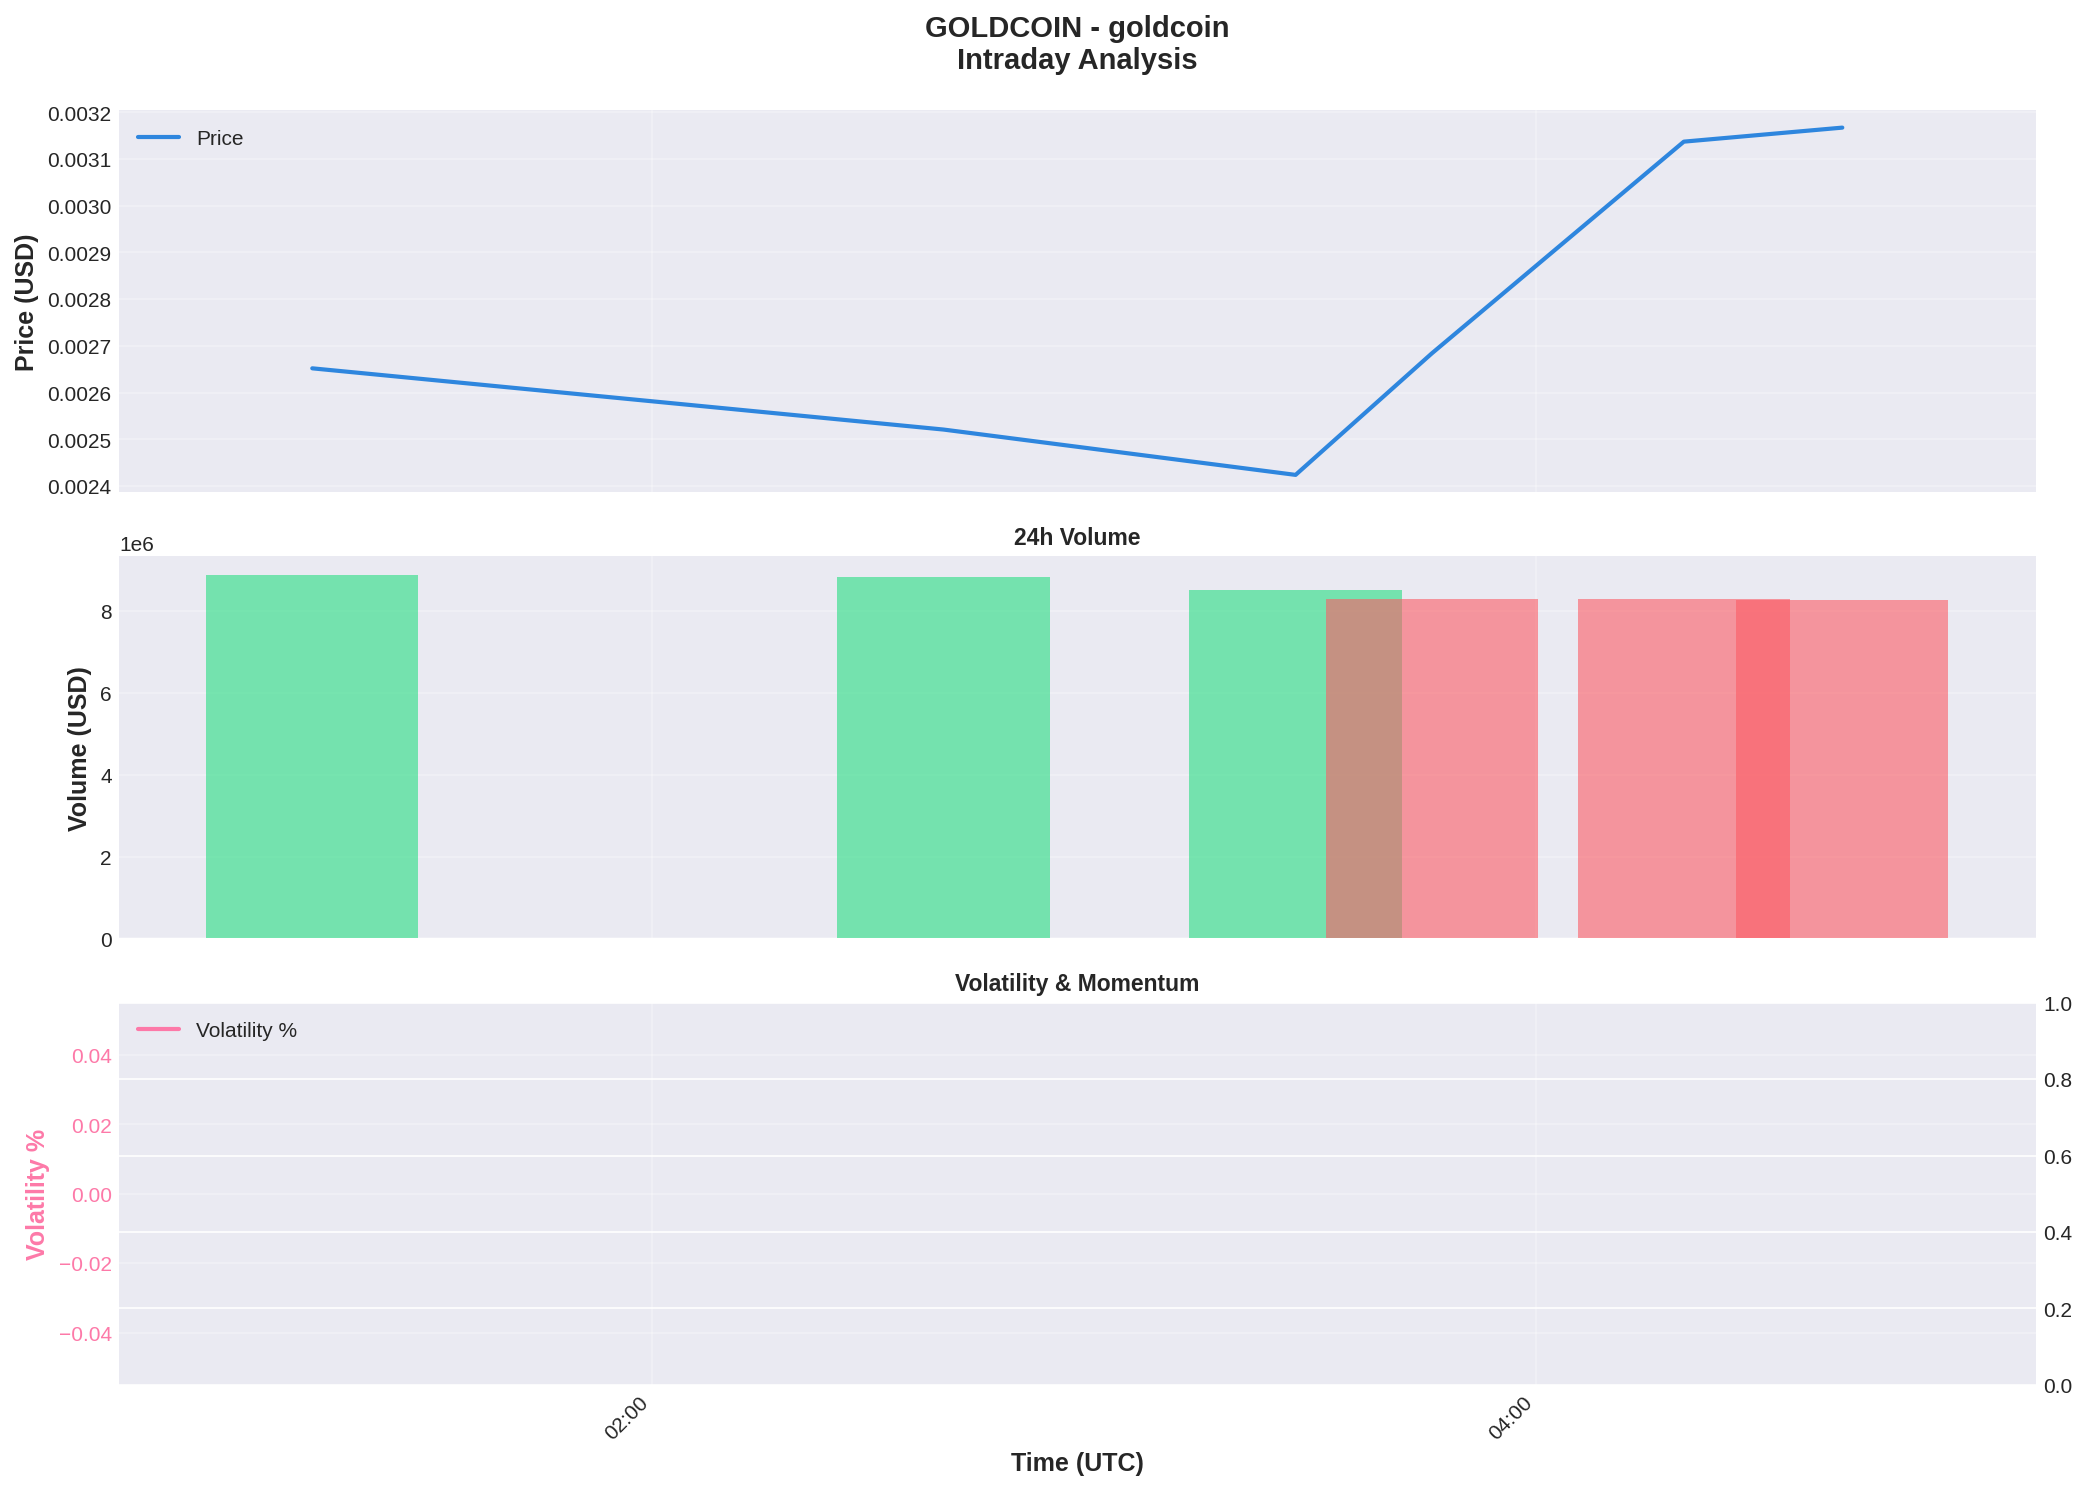 GOLDCOIN - goldcoin
Intraday Analysis
Price
Price (USD)
0.0032
0.0031
0.0030
0.0029
0.0028
0.0027
0.0026
0.0025
0.0024
24h Volume
1e6
Volume (USD)
8
6
4
2
0
Volatility & Momentum
Volatility %
Volatility %
0.04
0.02
0.00
−0.02
−0.04
1.0
0.8
0.6
0.4
0.2
0.0
02:00
04:00
Time (UTC)